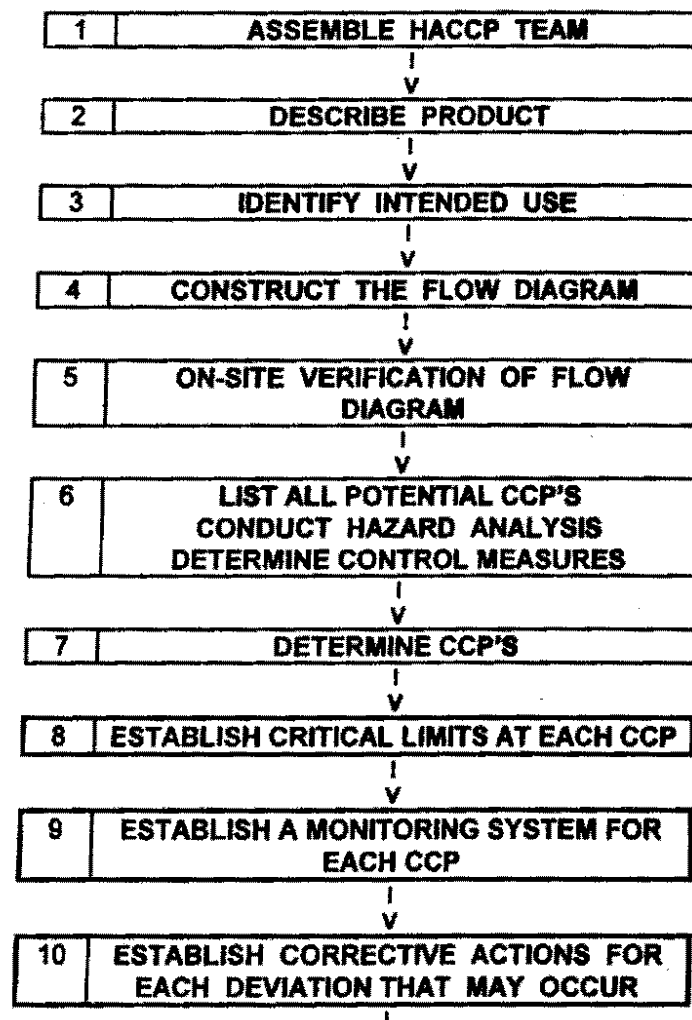 1 ASSEMBLE HACCP TEAM
2 DESCRIBE PRODUCT
3 IDENTIFY INTENDED USE
4 CONSTRUCT THE FLOW DIAGRAM
5 ON-SITE VERIFICATION OF FLOW
DIAGRAM
6 LIST ALL POTENTIAL CCP'S
CONDUCT HAZARD ANALYSIS
DETERMINE CONTROL MEASURES
7 DETERMINE CCP'S
8 ESTABLISH CRITICAL LIMITS AT EACH CCP
9 ESTABLISH A MONITORING SYSTEM FOR
EACH CCP
10 ESTABLISH CORRECTIVE ACTIONS FOR
EACH DEVIATION THAT MAY OCCUR